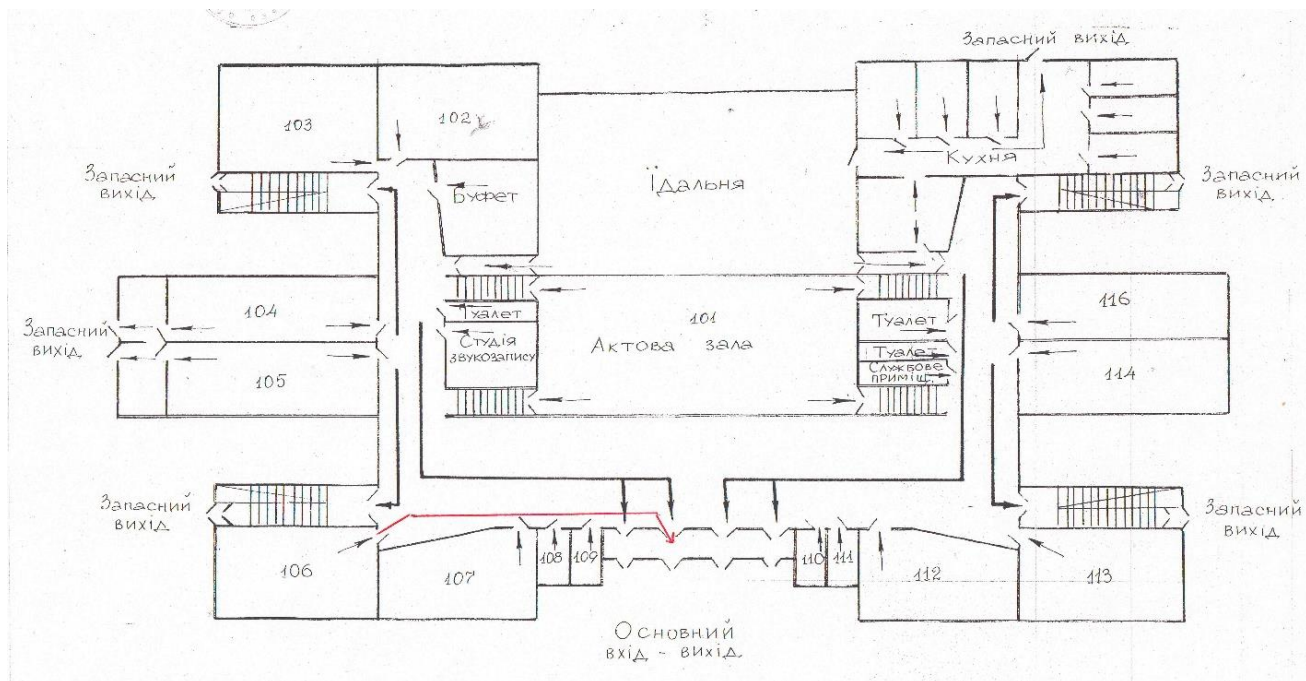 Запасний вихід
103
102
Запасний
вихід
Буфет
Їдальня
Кухня
Запасний
вихід
104
Туалет
Студія
звукозапису
101
Актова зала
Туалет
Туалет
Службове
приміщ.
116
Запасний
вихід
105
114
Запасний
вихід
Запасний
вихід
106
107
108
109
110
111
112
113
Основний
вхід - вихід